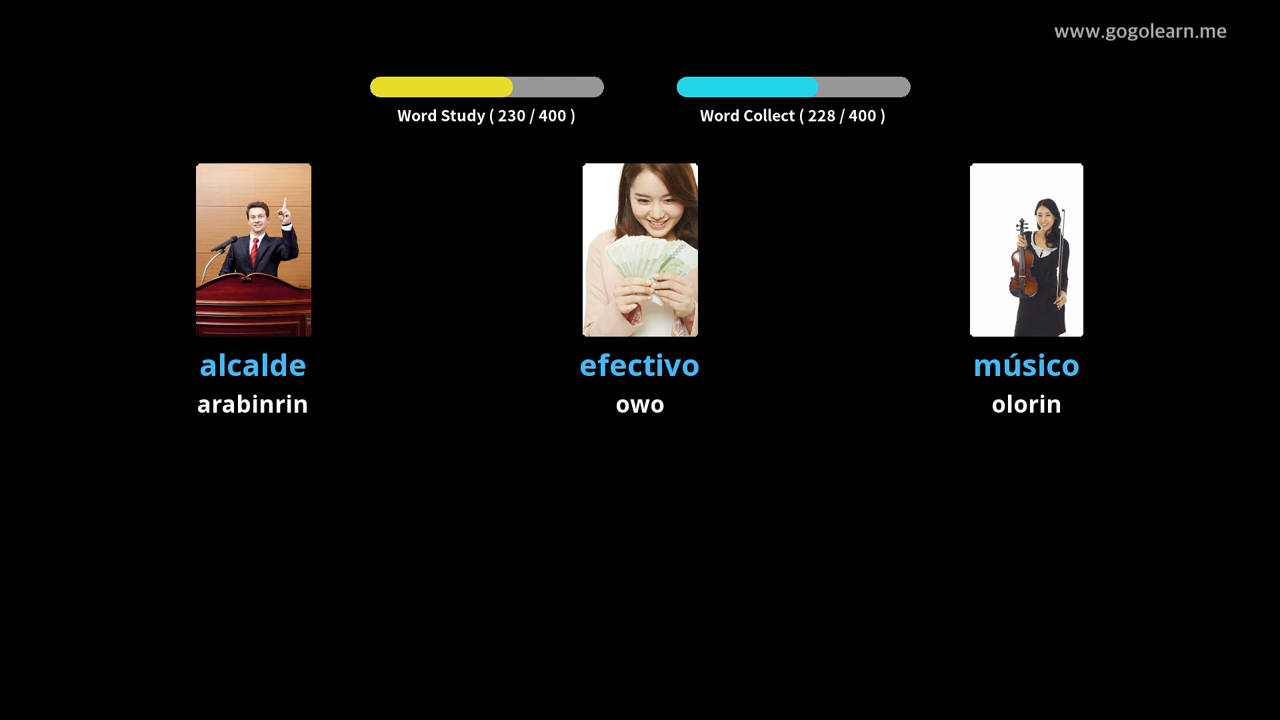 www.gogolearn.me
Word Study ( 230 / 400 )
Word Collect ( 228 / 400 )
alcalde
efectivo
músico
arabinrin
owo
olorin